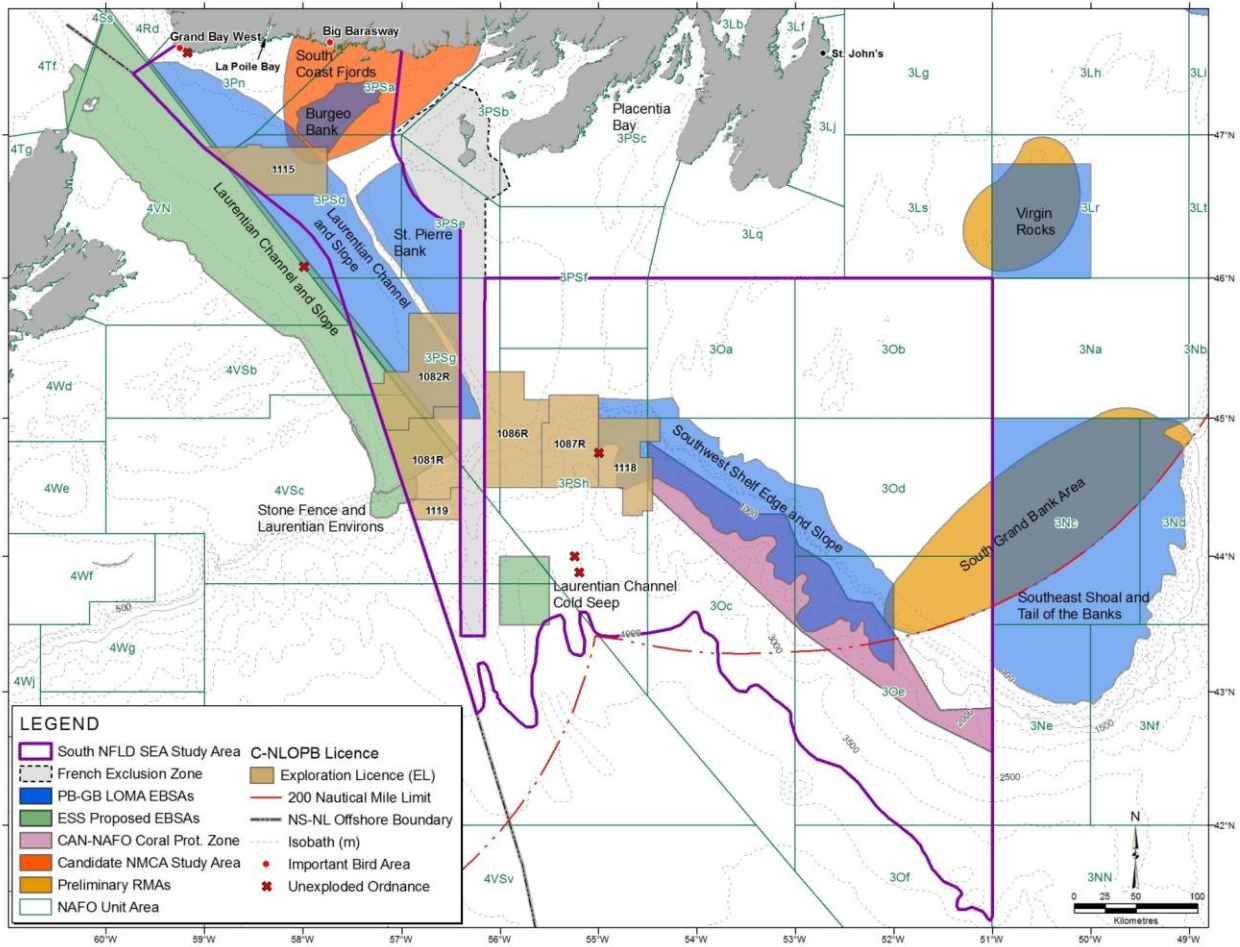 4Ss
4Rd
Grand Bay West
Big Barasway
3Lb
3Lf
St. John's
La Poile Bay
South
Coast Fjords
4Tf
3Pn
3Lg
3Lh
3Li
3PSa
3PSb
Burgeo
Bank
Placentia
Bay
3PSc
3Lj
47°N
4Tg
1115
4VN
3PSd
Laurentian Channel and Slope
Laurentian Channel
and Slope
St. Pierre
Bank
3PSe
3Lq
3Ls
Virgin
Rocks
3Lr
3Lt
3PSf
46°N
4Wd
4VSb
3PSg
1082R
3Oa
3Ob
3Na
3Nb
45°N
1086R
1087R
1118
1081R
3PSh
1119
4We
4VSc
Stone Fence and
Laurentian Environs
Southwest Shelf Edge and Slope
1000
3Od
South Grand Bank Area
3Nc
3Nd
44°N
4Wf
500
4Wg
4Wj
Laurentian Channel
Cold Seep
3Oc
Southeast Shoal and
Tail of the Banks
4000
3000
3Oe
2000
3500
43°N
3Ne
3Nf
1500
2500
42°N
4VSv
3Of
3NN
LEGEND
South NFLD SEA Study Area
French Exclusion Zone
PB-GB LOMA EBSAs
ESS Proposed EBSAs
CAN-NAFO Coral Prot. Zone
Candidate NMCA Study Area
Preliminary RMAs
NAFO Unit Area
C-NLOPB Licence
Exploration Licence (EL)
200 Nautical Mile Limit
NS-NL Offshore Boundary
Isobath (m)
Important Bird Area
Unexploded Ordnance
N
0 25 50 100
Kilometres
60°W 59°W 58°W 57°W 56°W 55°W 54°W 53°W 52°W 51°W 50°W 49°W